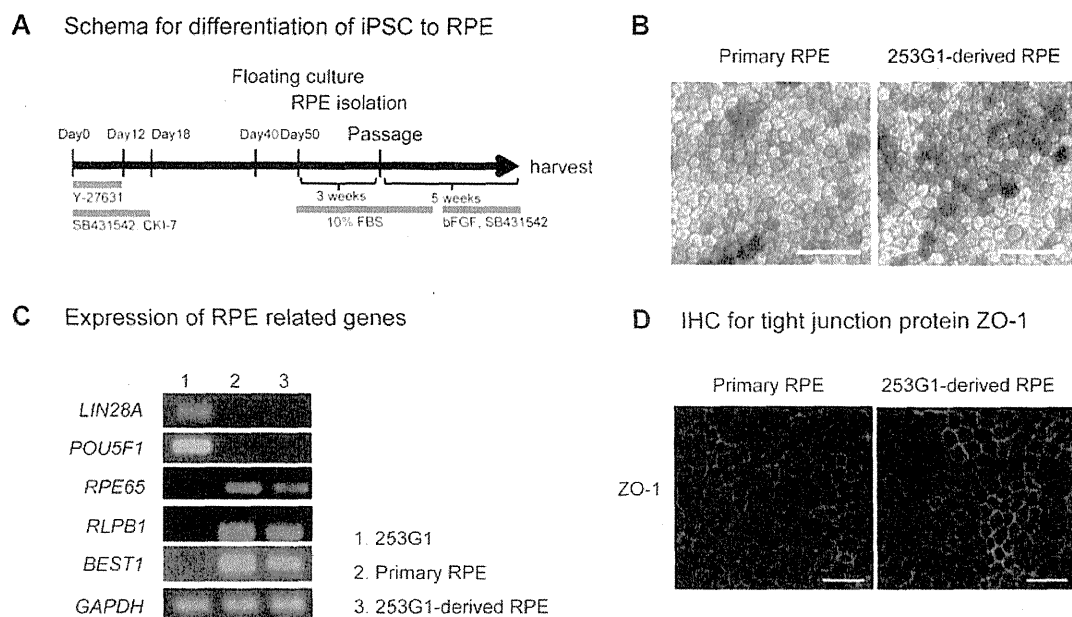 A Schema for differentiation of iPSC to RPE
Floating culture
RPE isolation
Day0 Day12 Day18 Day40 Day50 Passage
harvest
3 weeks 5 weeks
Y-27631
10% FBS bFGF, SB431542
SB431542, CKI-7
B
Primary RPE 253G1-derived RPE
C Expression of RPE related genes
1 2 3
LIN28A
POU5F1
RPE65
RLPB1
BEST1
GAPDH
1. 253G1
2. Primary RPE
3. 253G1-derived RPE
D IHC for tight junction protein ZO-1
Primary RPE 253G1-derived RPE
ZO-1